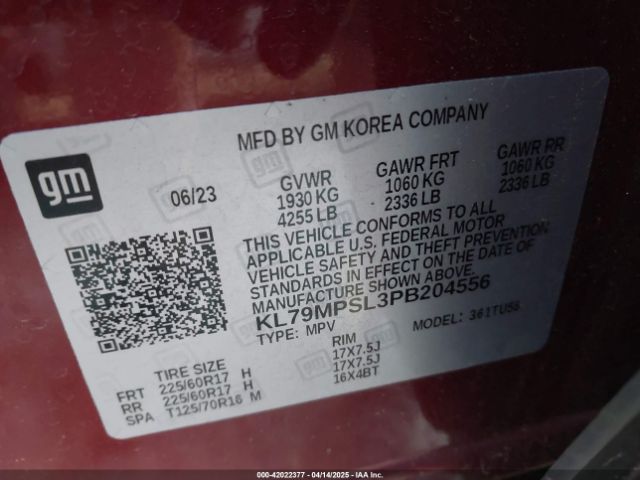 gm
MFD BY GM KOREA COMPANY
06/23
GVWR
1930 KG
4255 LB
GAWR FRT
1060 KG
2336 LB
GAWR RR
1060 KG
2336 LB
THIS VEHICLE CONFORMS TO ALL
APPLICABLE U.S. FEDERAL MOTOR
VEHICLE SAFETY AND THEFT PREVENTION
STANDARDS IN EFFECT ON THE DATE OF
MANUFACTURE SHOWN ABOVE.
KL79MPSL3PB204556
TYPE: MPV
MODEL: 361TU55
TIRE SIZE
RIM
FRT 225/60R17 H 17X7.5J
RR 225/60R17 H 17X7.5J
SPA T125/70R16 M 16X4BT
000-42022377 - 04/14/2025 - IAA Inc.